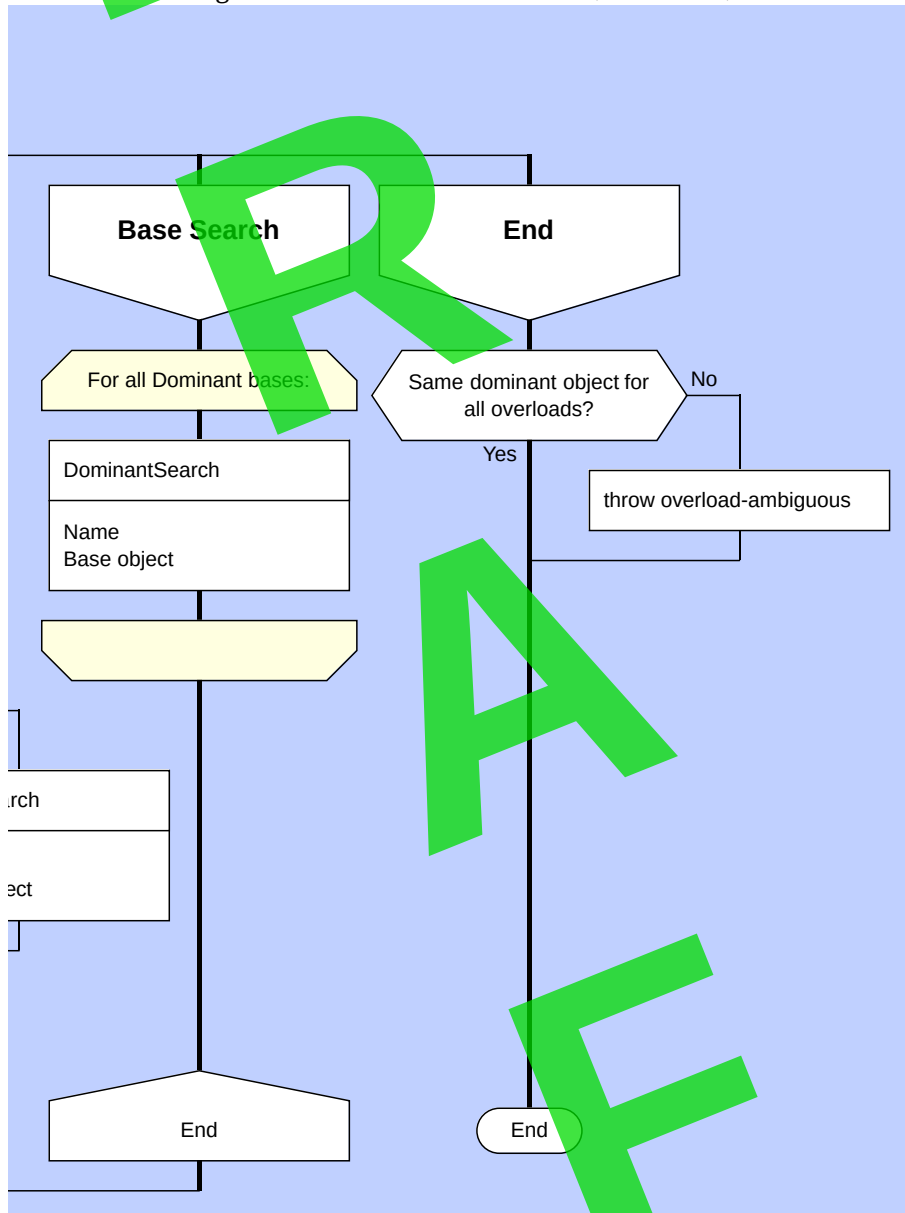 Base Search
End
For all Dominant bases:
Same dominant object for
all overloads?
No
Yes
DominantSearch
Name
Base object
throw overload-ambiguous
End
End
R
A
F